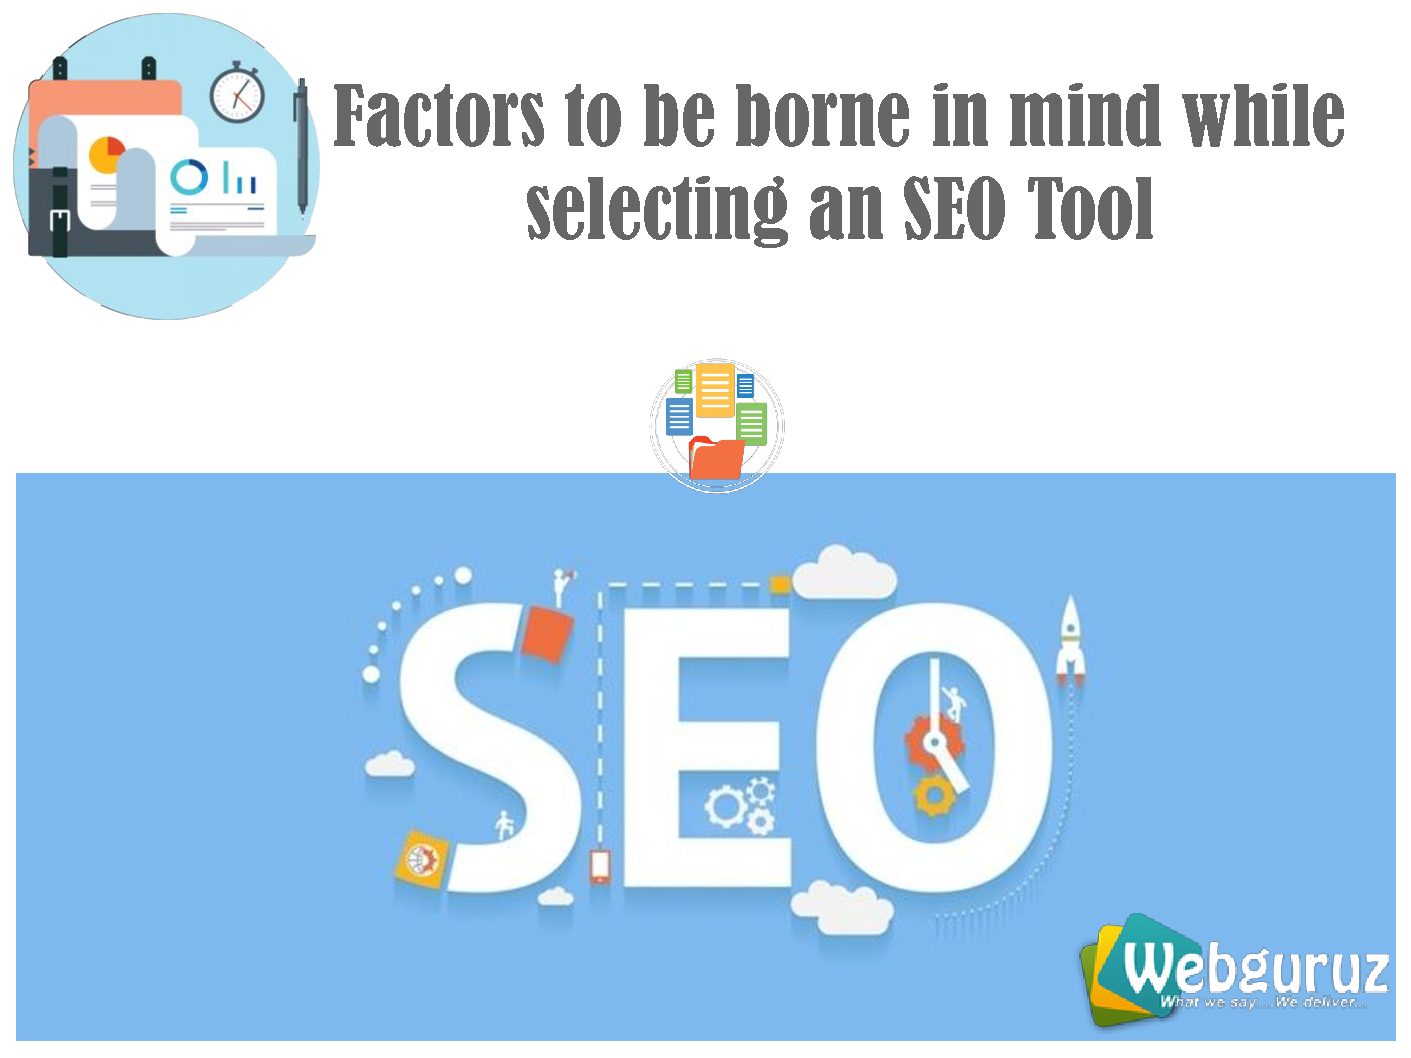 Factors to be borne in mind while
selecting an SEO Tool
SEO
Webguruz
What we say....We deliver...